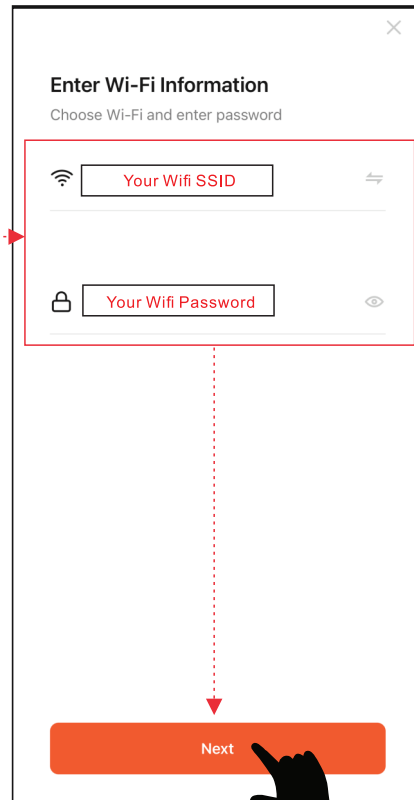 Enter Wi-Fi Information
Choose Wi-Fi and enter password
Your Wifi SSID
Your Wifi Password
Next